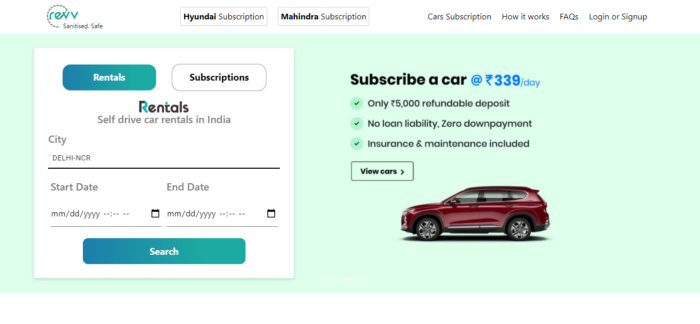 revv
Sanitised. Safe
Hyundai Subscription
Mahindra Subscription
Cars Subscription
How it works
FAQs
Login or Signup
Rentals
Subscriptions
Rentals
Self drive car rentals in India
City
DELHI-NCR
Start Date
End Date
mm/dd/yyyy --:-- --
mm/dd/yyyy --:-- --
Search
Subscribe a car @ ₹339/day
Only ₹5,000 refundable deposit
No loan liability, Zero downpayment
Insurance & maintenance included
View cars >